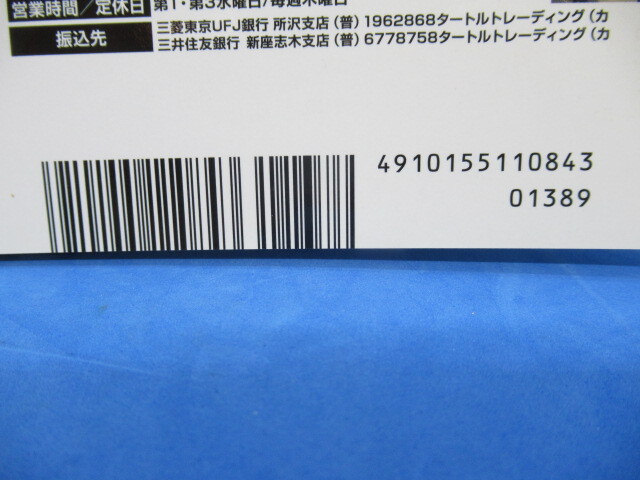 営業時間／定休日 第1・第3水曜日/毎週木曜日
振込先 三菱東京UFJ銀行 所沢支店（普）1962868タートルトレーディング（カ
三井住友銀行 新座志木支店（普）6778758タートルトレーディング（カ
4910155110843
01389